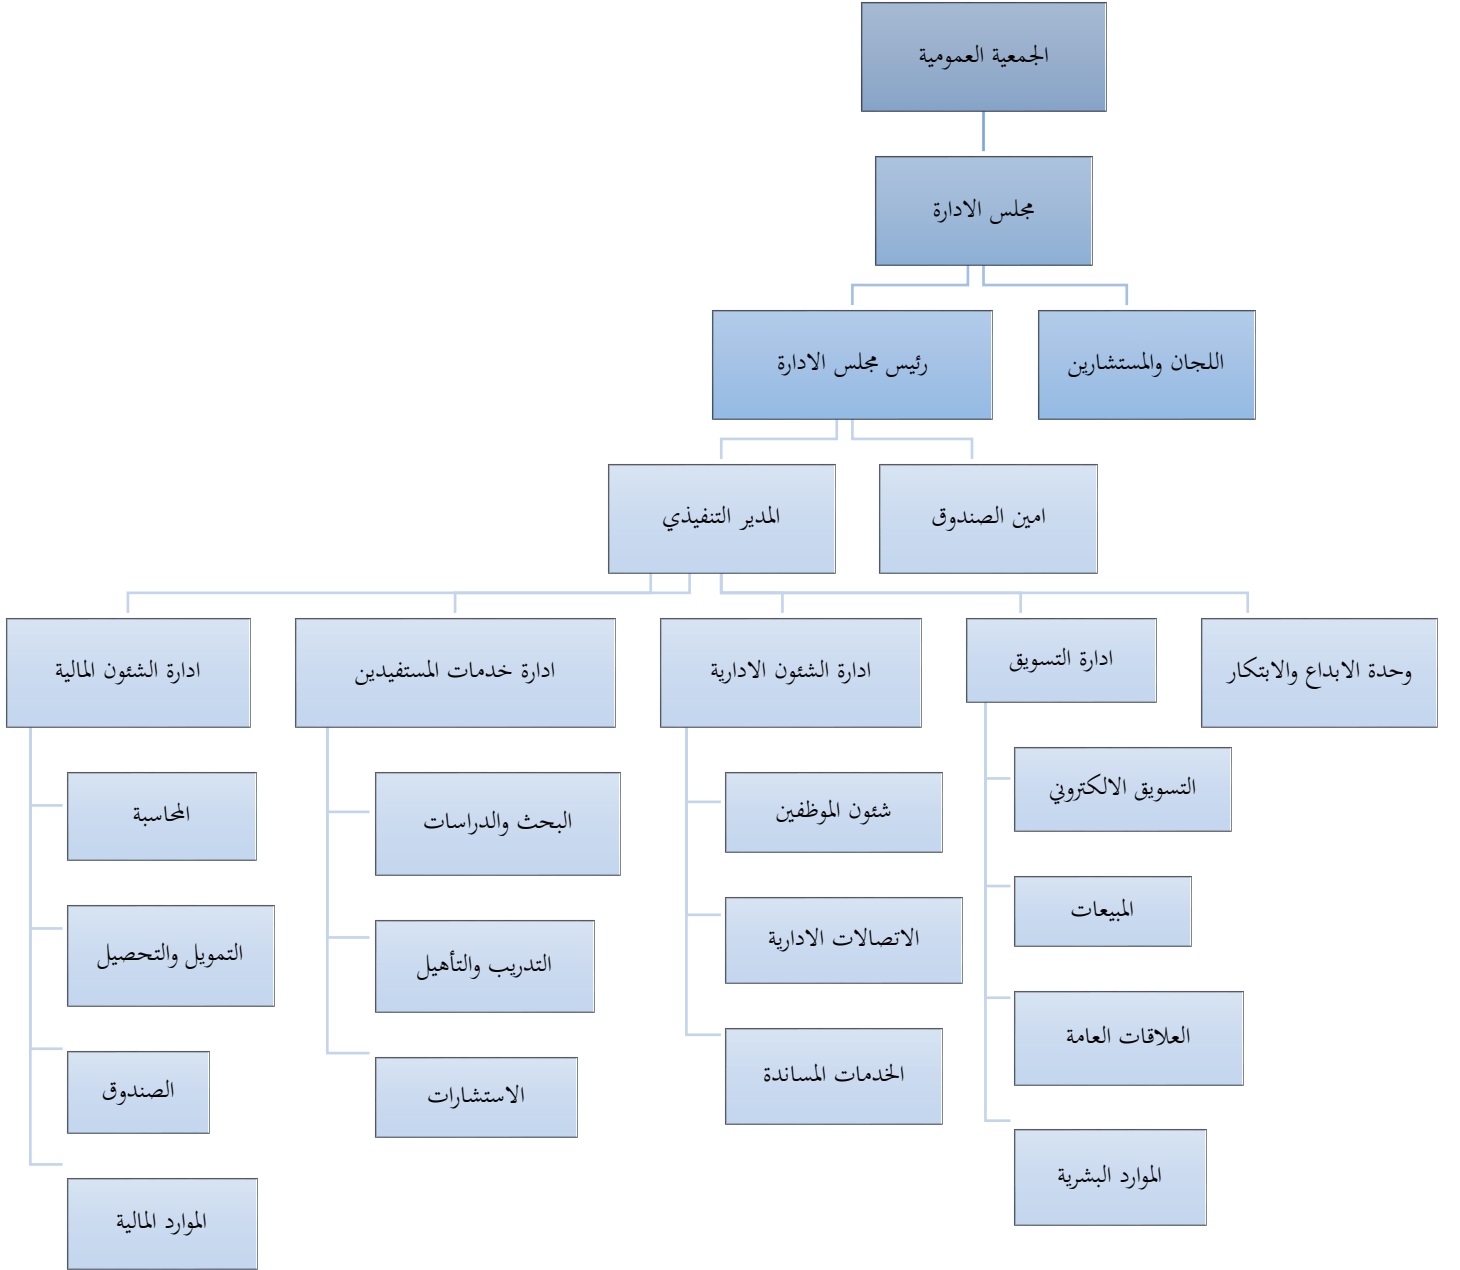 الجمعية العمومية
مجلس الادارة
اللجان والمستشارين
رئيس مجلس الادارة
امين الصندوق
المدير التنفيذي
وحدة الابداع والابتكار
ادارة التسويق
التسويق الالكتروني
المبيعات
العلاقات العامة
الموارد البشرية
ادارة الشئون الادارية
شئون الموظفين
الاتصالات الادارية
الخدمات المساندة
ادارة خدمات المستفيدين
البحث والدراسات
التدريب والتأهيل
الاستشارات
ادارة الشئون المالية
المحاسبة
التمويل والتحصيل
الصندوق
الموارد المالية